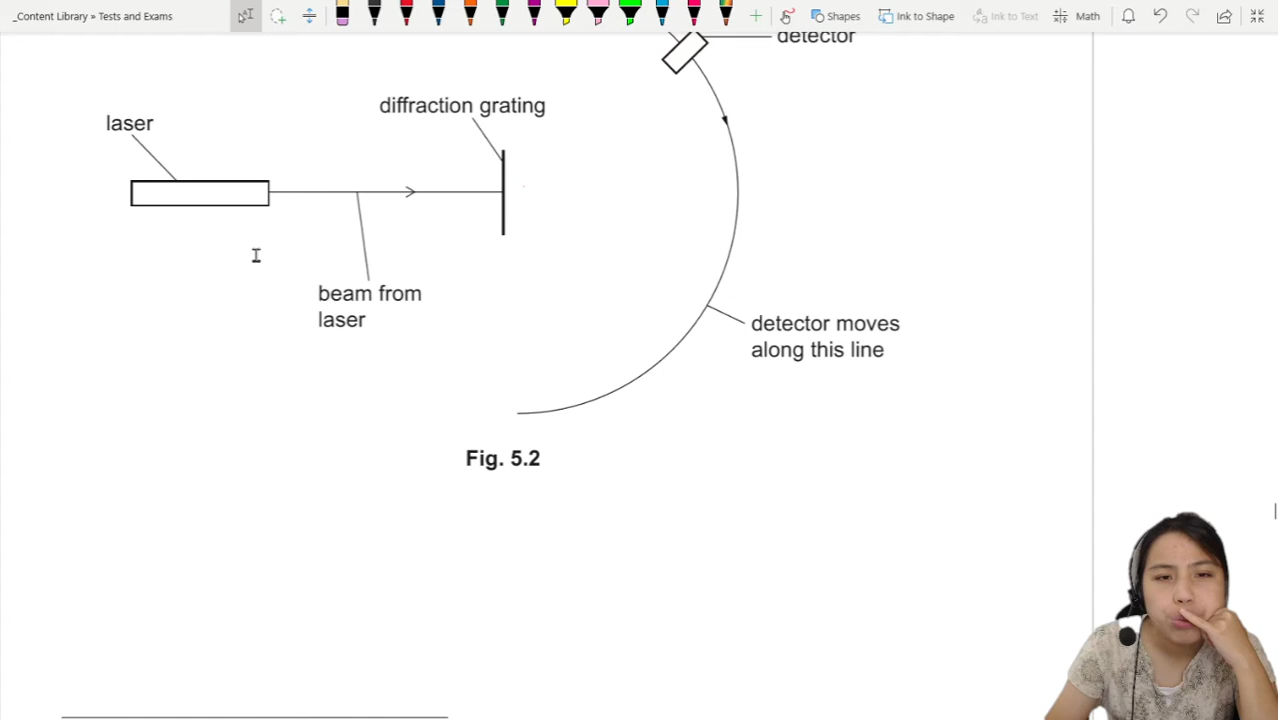 _Content Library » Tests and Exams
Shapes
Ink to Shape
Ink to Text
Math
detector
diffraction grating
laser
beam from
laser
detector moves
along this line
Fig. 5.2